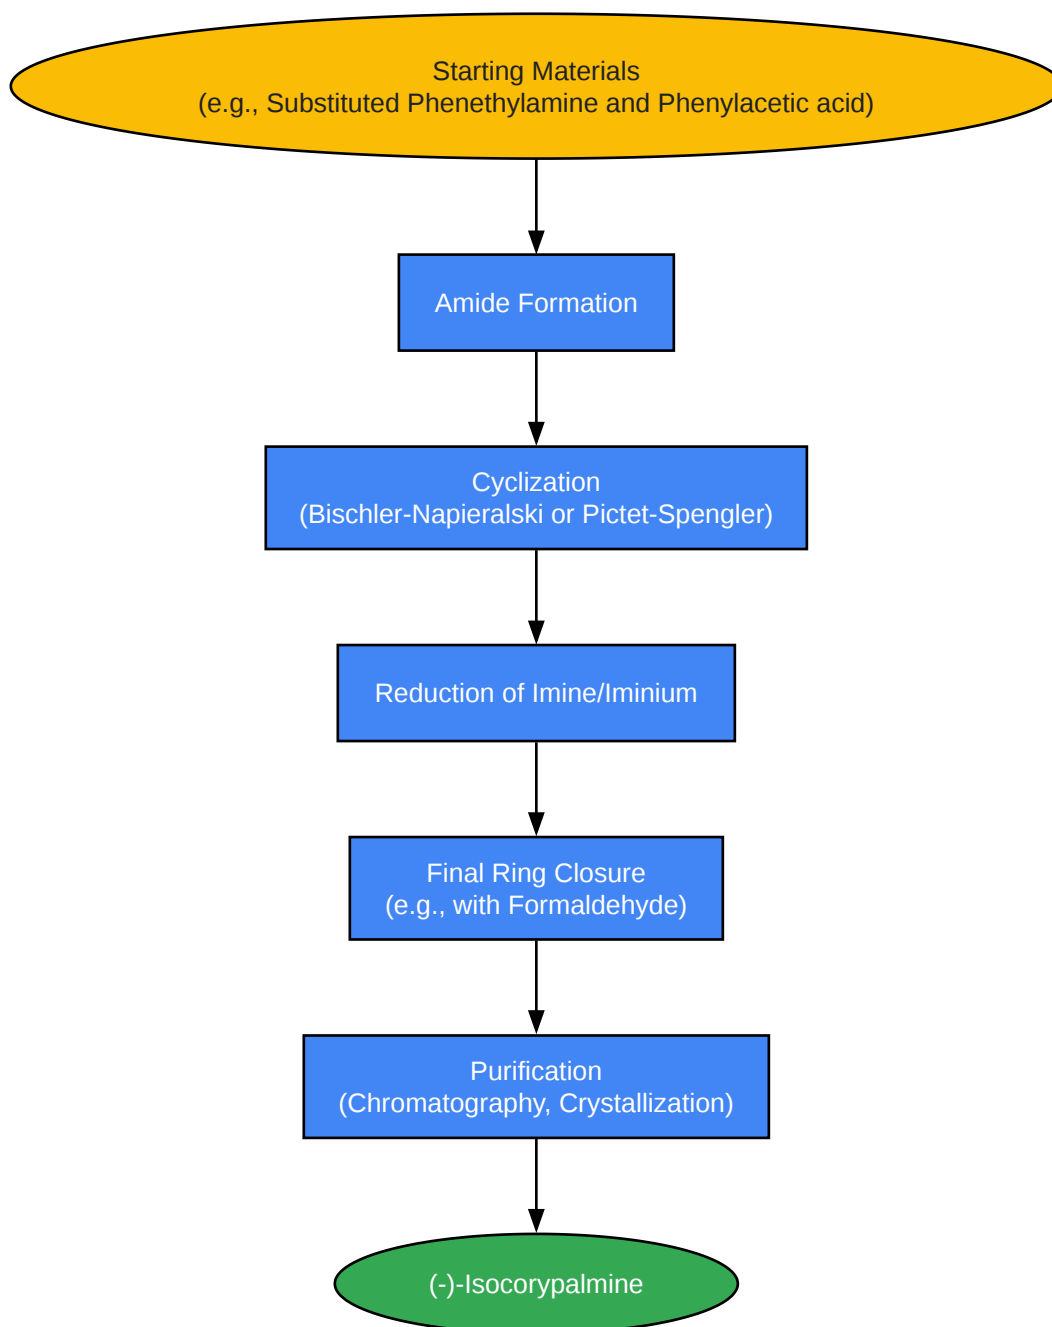 Starting Materials
(e.g., Substituted Phenethylamine and Phenylacetic acid)
Amide Formation
Cyclization
(Bischler-Napieralski or Pictet-Spengler)
Reduction of Imine/Iminium
Final Ring Closure
(e.g., with Formaldehyde)
Purification
(Chromatography, Crystallization)
(-)-Isocorypalmine